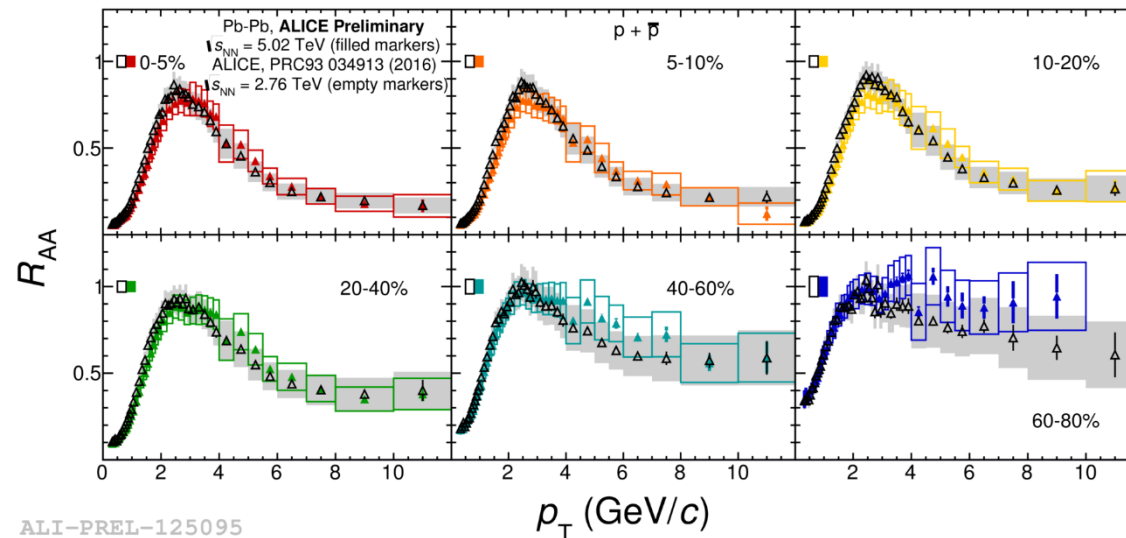 Pb-Pb, ALICE Preliminary
√sNN = 5.02 TeV (filled markers)
ALICE, PRC93 034913 (2016)
√sNN = 2.76 TeV (empty markers)
p + p̅
0-5%
5-10%
10-20%
1
0.5
20-40%
40-60%
60-80%
1
0.5
RAA
0 2 4 6 8 10
2 4 6 8 10
2 4 6 8 10
pT (GeV/c)
ALI-PREL-125095